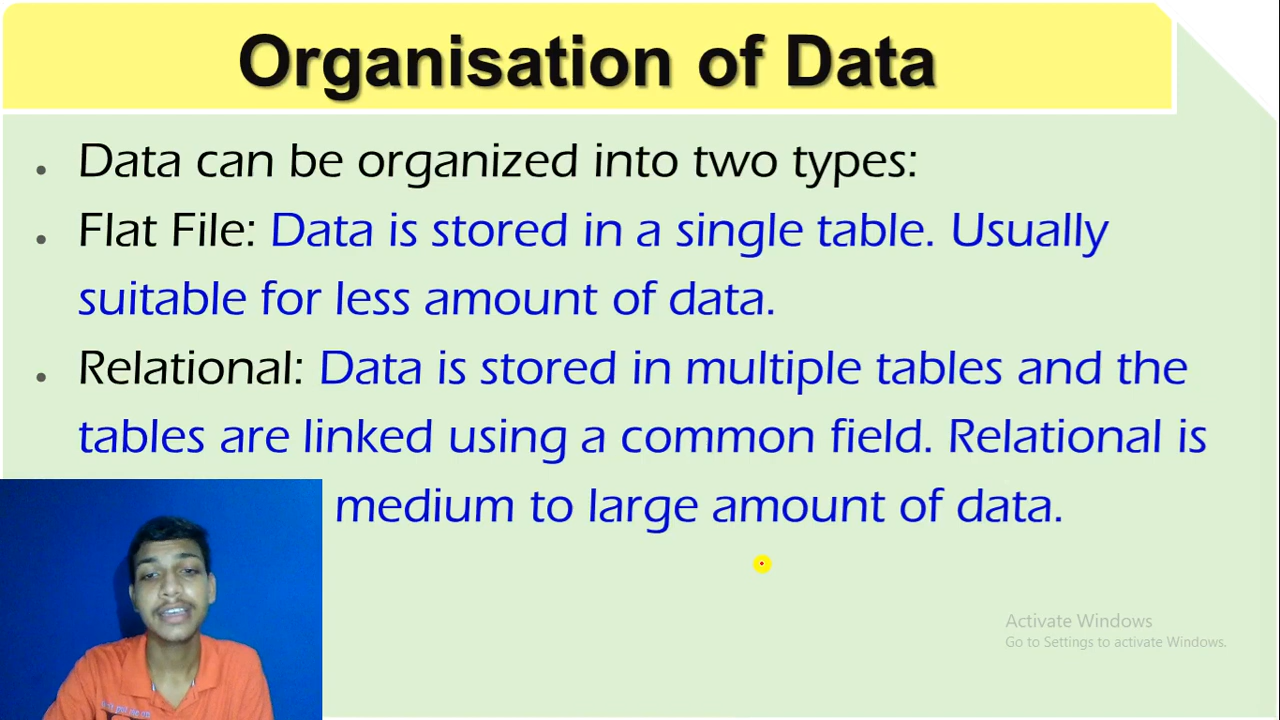 Organisation of Data
Data can be organized into two types:
Flat File: Data is stored in a single table. Usually
suitable for less amount of data.
Relational: Data is stored in multiple tables and the
tables are linked using a common field. Relational is
medium to large amount of data.
Activate Windows
Go to Settings to activate Windows.